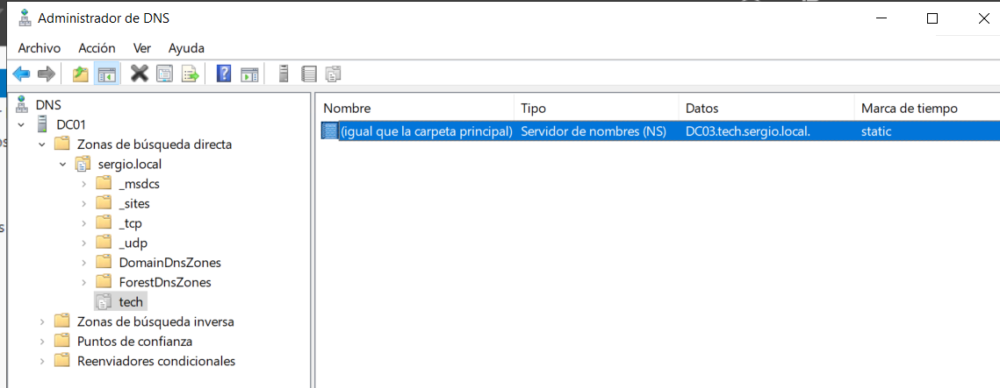 Administrador de DNS
Archivo Acción Ver Ayuda
DNS
DC01
Zonas de búsqueda directa
sergio.local
_msdcs
_sites
_tcp
_udp
DomainDnsZones
ForestDnsZones
tech
Zonas de búsqueda inversa
Puntos de confianza
Reenviadores condicionales
Nombre Tipo Datos Marca de tiempo
(igual que la carpeta principal) Servidor de nombres (NS) DC03.tech.sergio.local. static